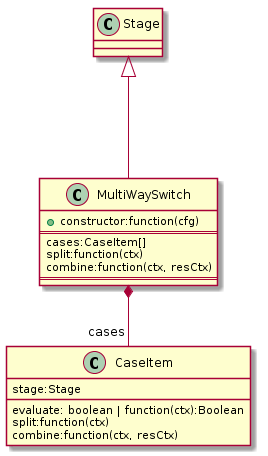 C Stage
C MultiWaySwitch
constructor:function(cfg)
cases:CaseItem[]
split:function(ctx)
combine:function(ctx, resCtx)
cases
C CaseItem
stage:Stage
evaluate: boolean | function(ctx):Boolean
split:function(ctx)
combine:function(ctx, resCtx)